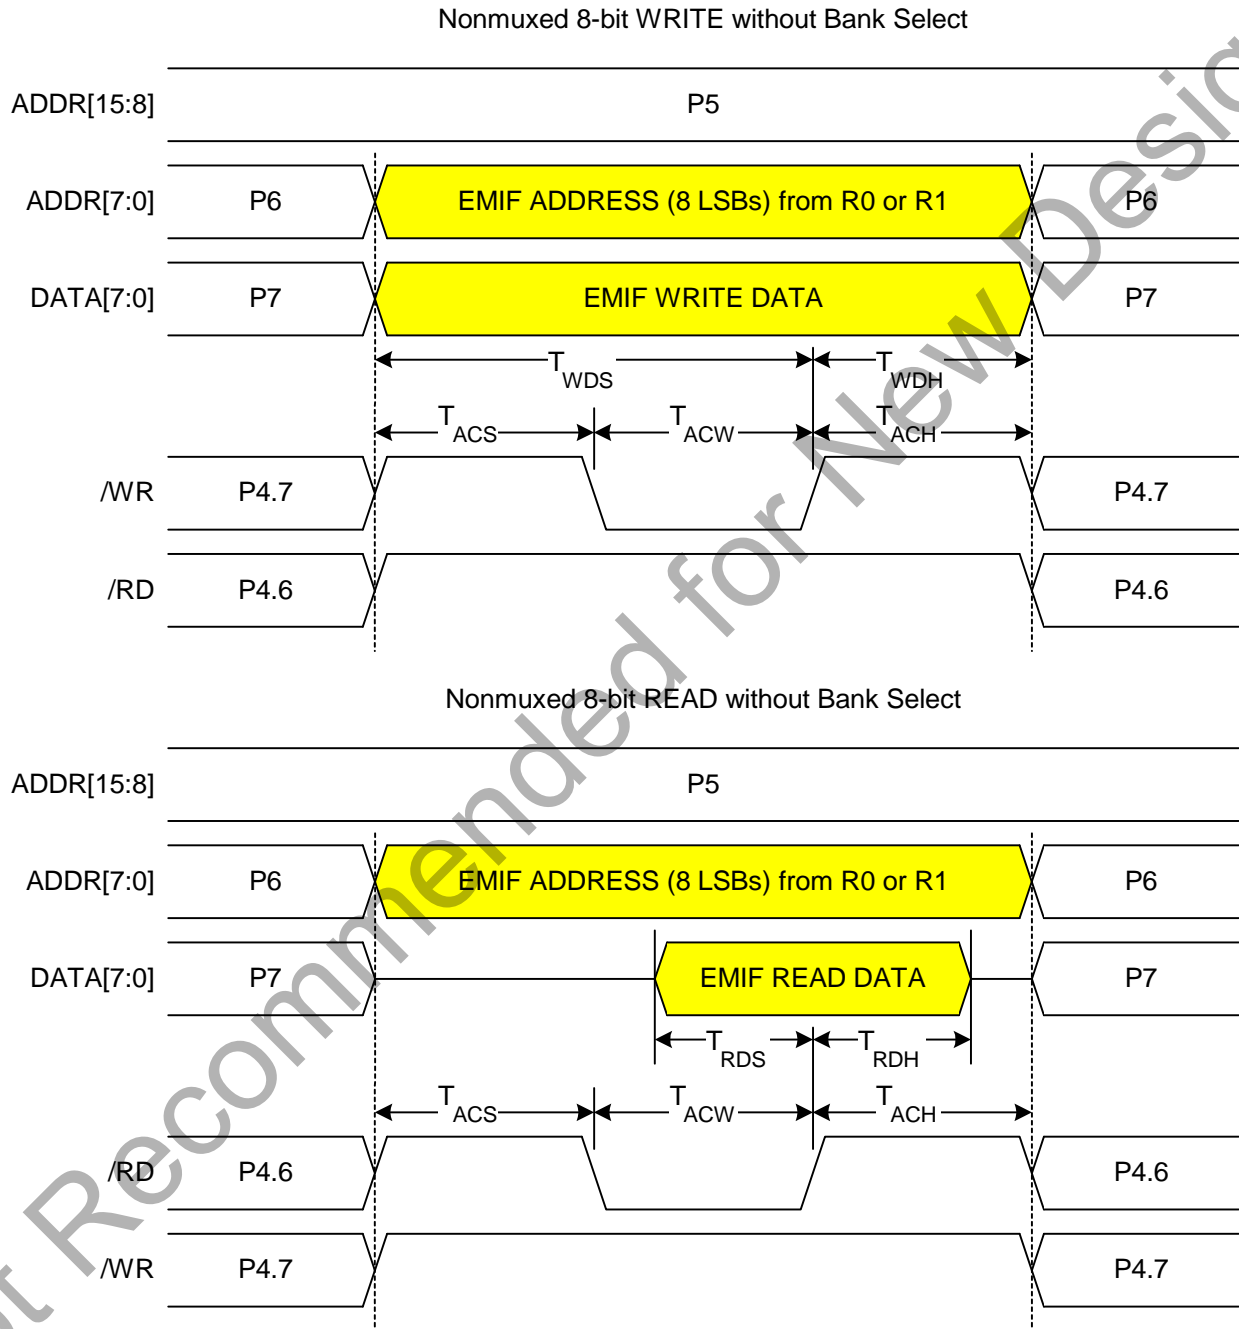 Nonmuxed 8-bit WRITE without Bank Select
ADDR[15:8] P5
ADDR[7:0] P6 EMIF ADDRESS (8 LSBs) from R0 or R1 P6
DATA[7:0] P7 EMIF WRITE DATA P7
TWDS TWDH
TACS TACW TACH
/WR P4.7 P4.7
/RD P4.6 P4.6
Nonmuxed 8-bit READ without Bank Select
ADDR[15:8] P5
ADDR[7:0] P6 EMIF ADDRESS (8 LSBs) from R0 or R1 P6
DATA[7:0] P7 EMIF READ DATA P7
TRDS TRDH
TACS TACW TACH
/RD P4.6 P4.6
/WR P4.7 P4.7
Recommended for New